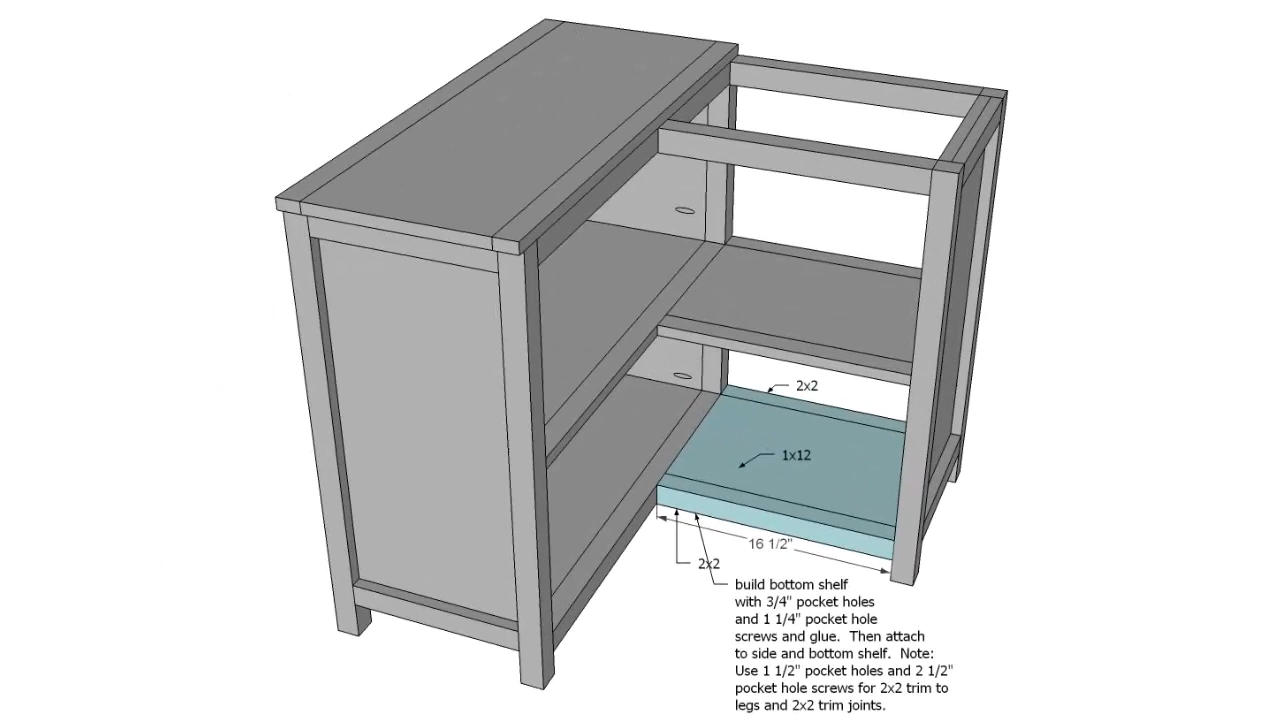 2x2
1x12
16 1/2"
2x2
build bottom shelf
with 3/4" pocket holes
and 1 1/4" pocket hole
screws and glue.  Then attach
to side and bottom shelf.  Note:
Use 1 1/2" pocket holes and 2 1/2"
pocket hole screws for 2x2 trim to
legs and 2x2 trim joints.